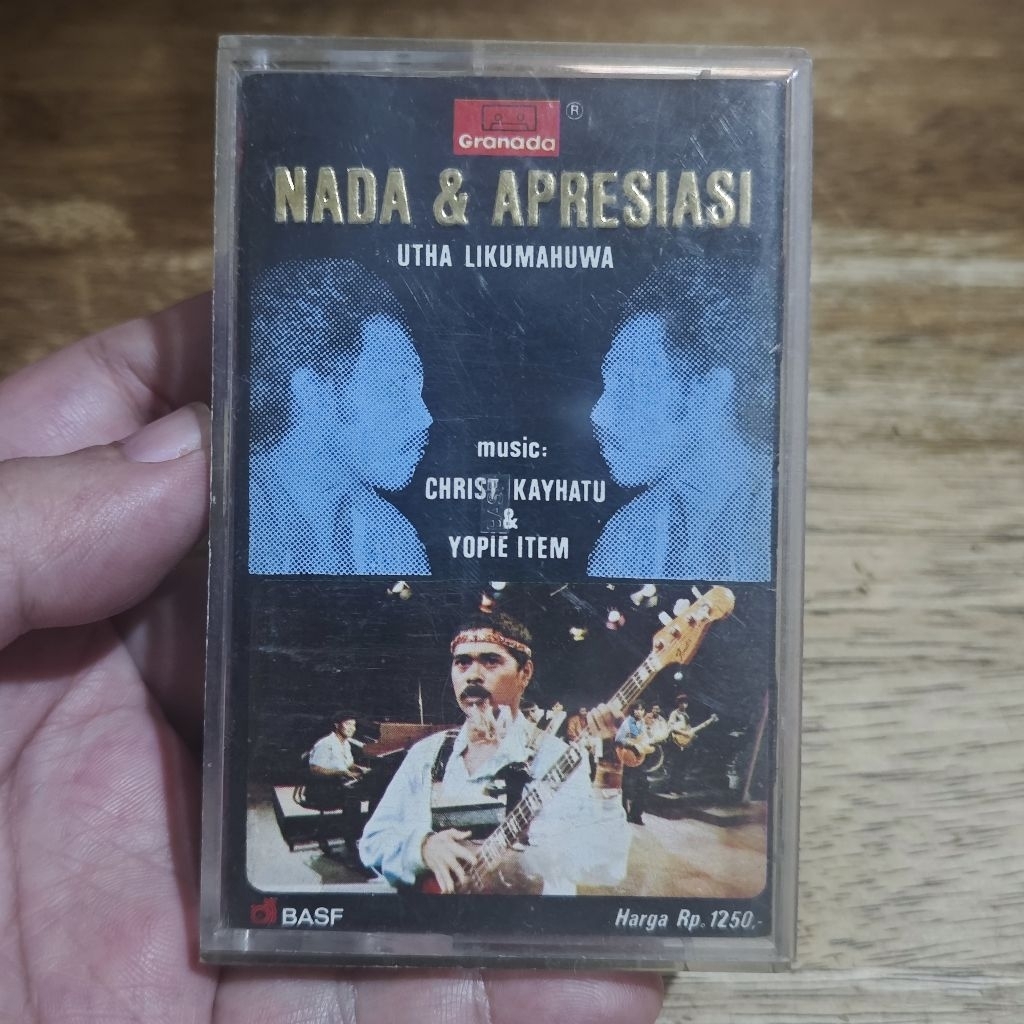 Granada ®
NADA & APRESIASI
UTHA LIKUMAHUWA
music:
CHRIST KAYHATU
&
YOPIE ITEM
BASF
Harga Rp. 1250,-